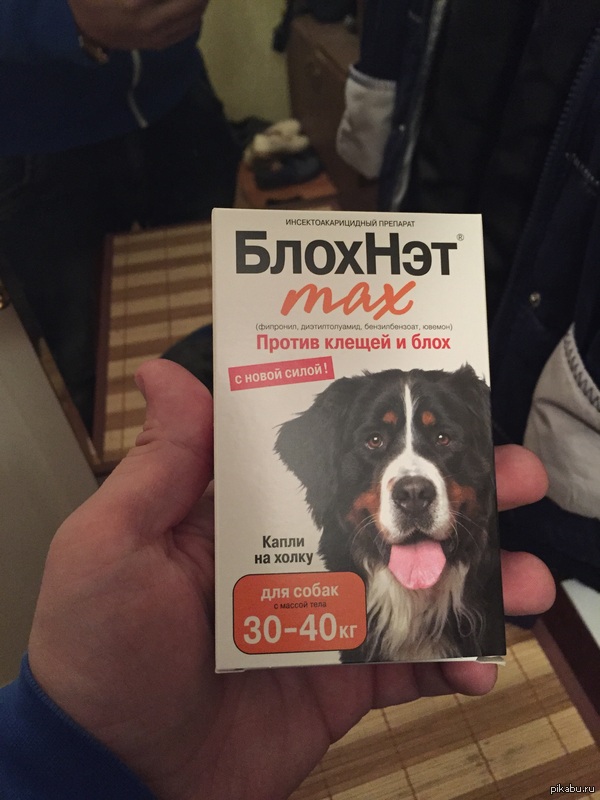 ИНСЕКТОАКАРИЦИДНЫЙ ПРЕПАРАТ
БлохНэт®
max
(фипронил, диэтилтолуамид, бензилбензоат, ювемон)
Против клещей и блох
с новой силой!
Капли
на холку
для собак
с массой тела
30-40кг
pikabu.ru